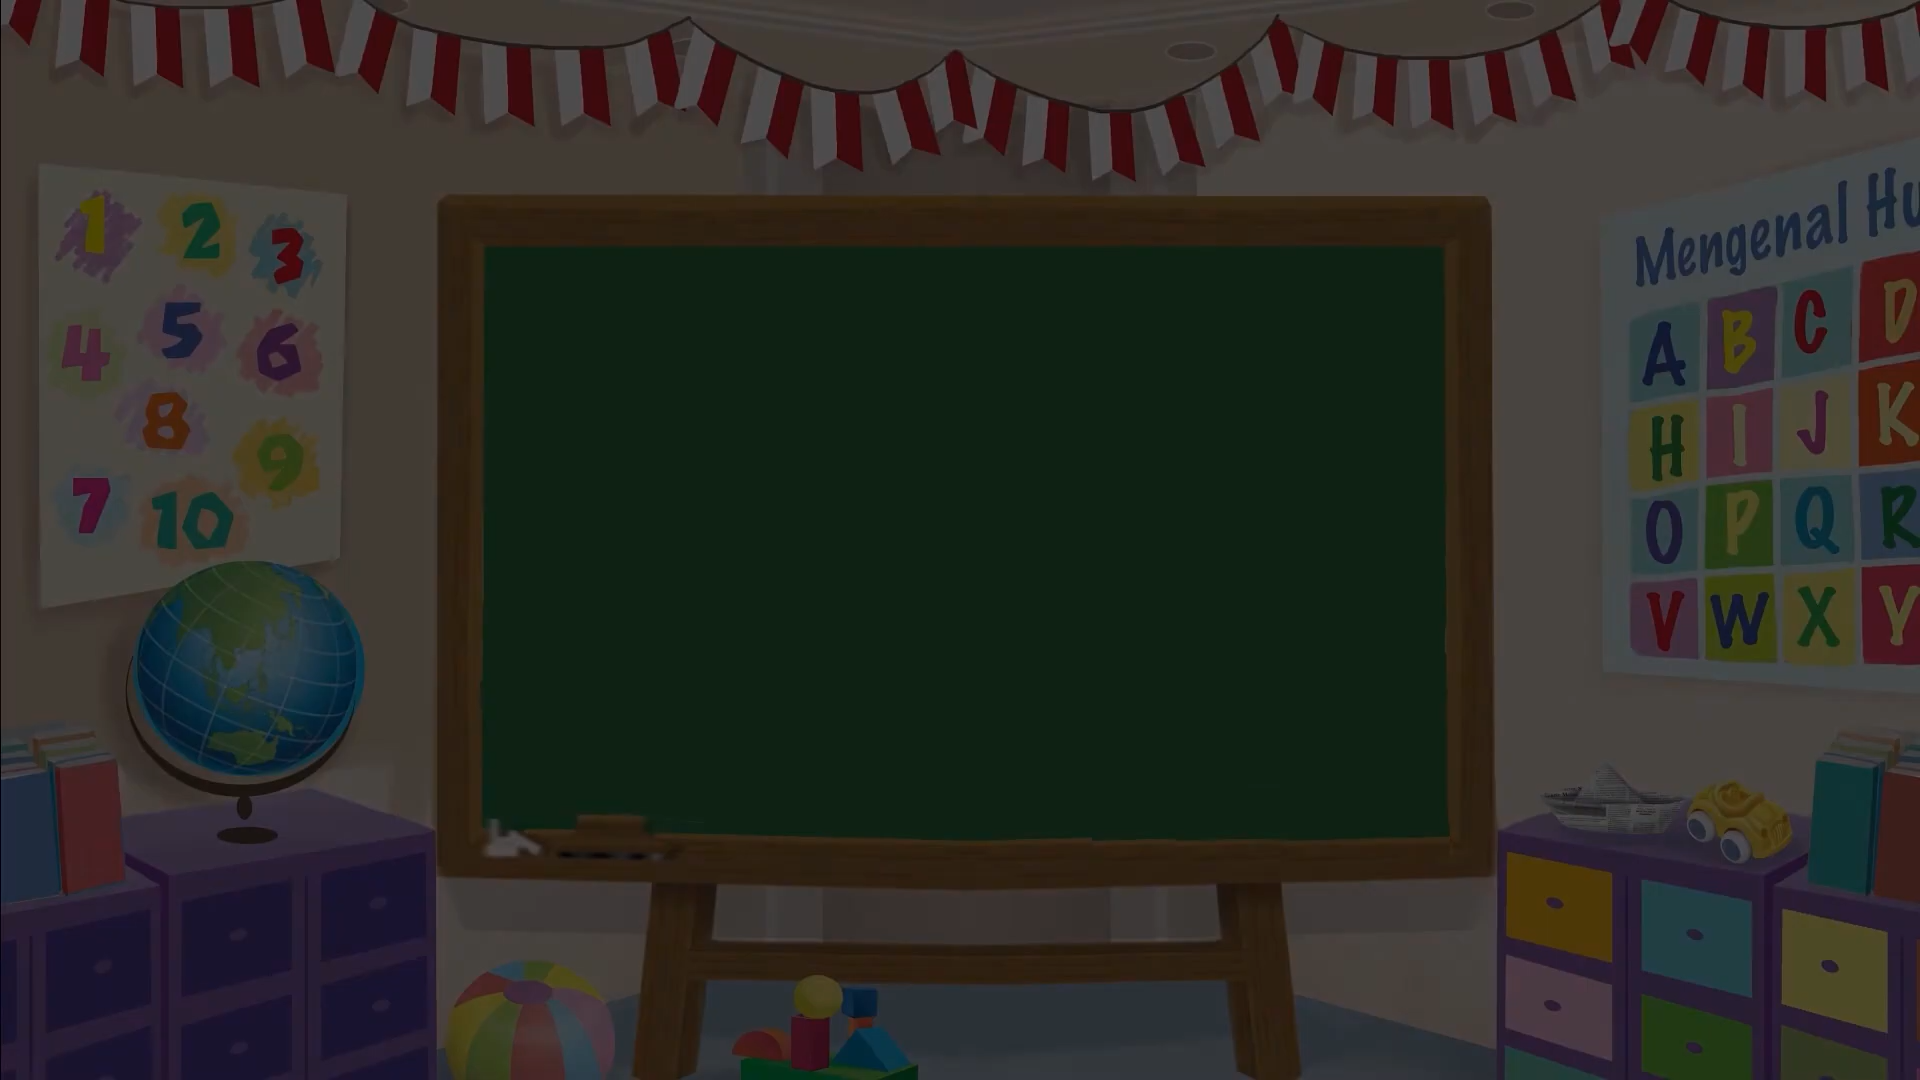 1 2 3
4 5 6
8 9
7 10
Mengenal Hu
A B C D
H I J K
O P Q R
V W X Y